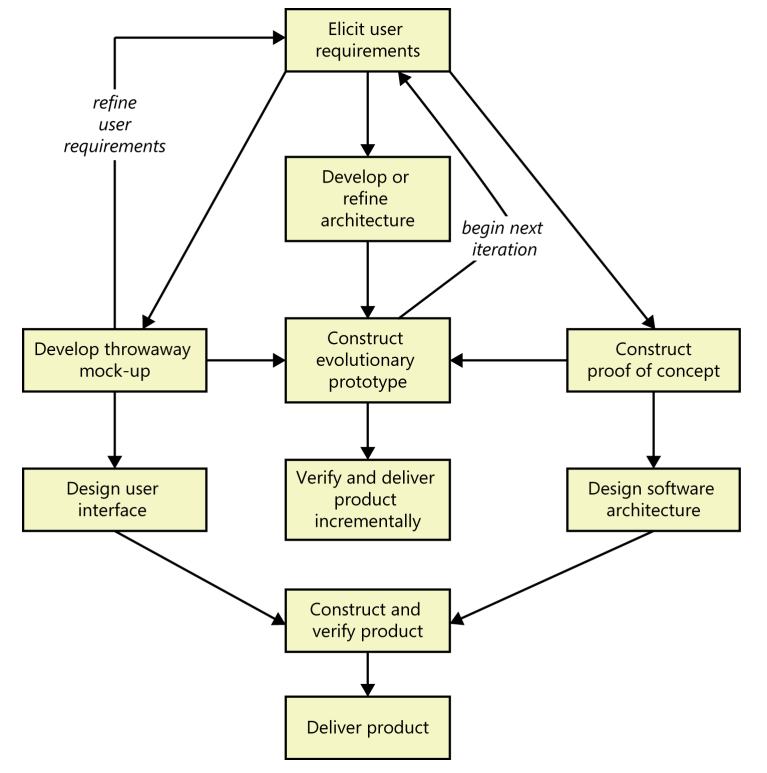 Elicit user
requirements
refine
user
requirements
Develop or
refine
architecture
begin next
iteration
Develop throwaway
mock-up
Construct
evolutionary
prototype
Construct
proof of concept
Design user
interface
Verify and deliver
product
incrementally
Design software
architecture
Construct and
verify product
Deliver product